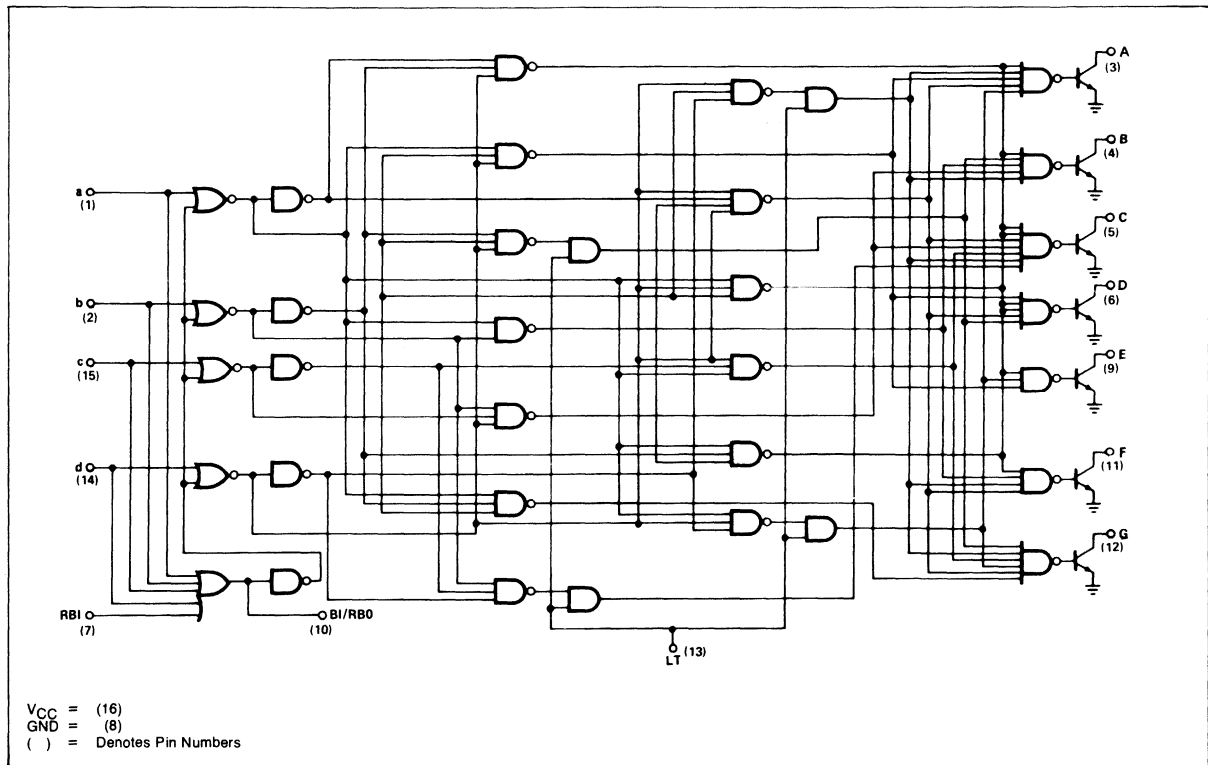 A
(3)
B
(4)
a
(1)
C
(5)
D
(6)
b
(2)
E
(9)
c
(15)
F
(11)
d
(14)
G
(12)
RBI
(7)
BI/RB0
(10)
LT (13)
VCC = (16)
GND = (8)
( ) = Denotes Pin Numbers